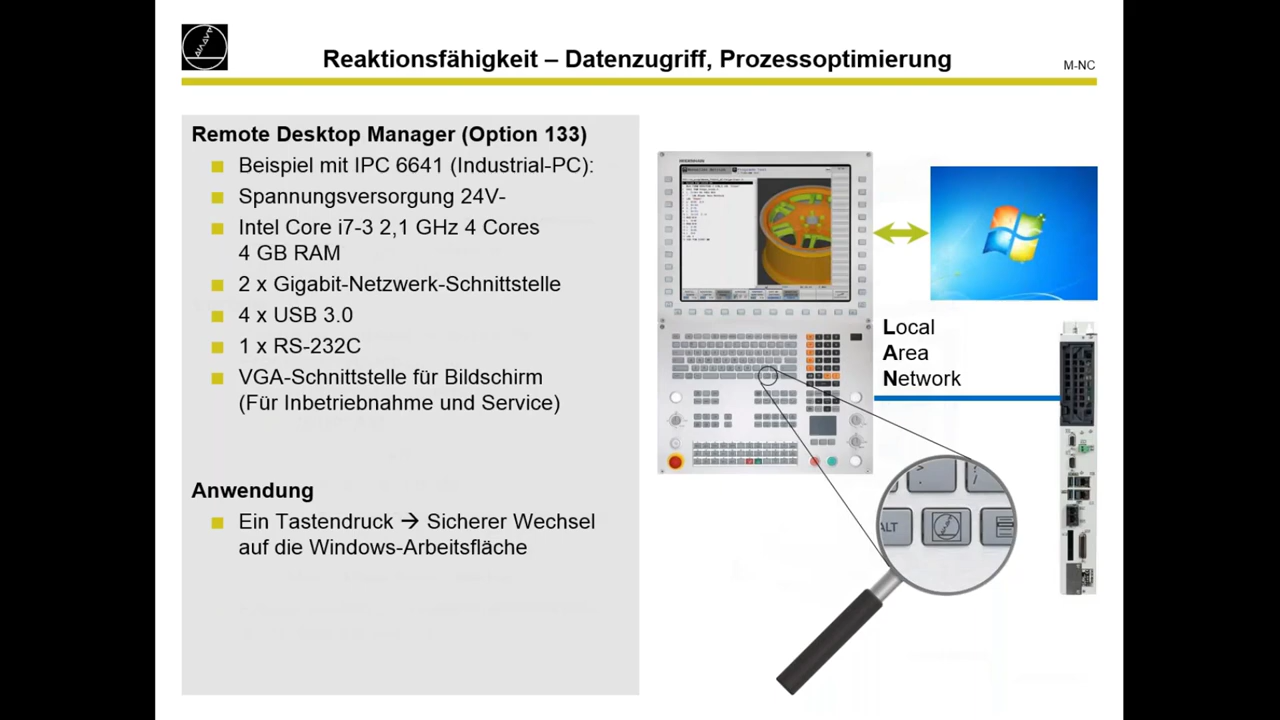 Reaktionsfähigkeit – Datenzugriff, Prozessoptimierung
M-NC
Remote Desktop Manager (Option 133)
Beispiel mit IPC 6641 (Industrial-PC):
Spannungsversorgung 24V-
Intel Core i7-3 2,1 GHz 4 Cores
4 GB RAM
2 x Gigabit-Netzwerk-Schnittstelle
4 x USB 3.0
1 x RS-232C
VGA-Schnittstelle für Bildschirm
(Für Inbetriebnahme und Service)
Anwendung
Ein Tastendruck → Sicherer Wechsel
auf die Windows-Arbeitsfläche
Local
Area
Network
ALT